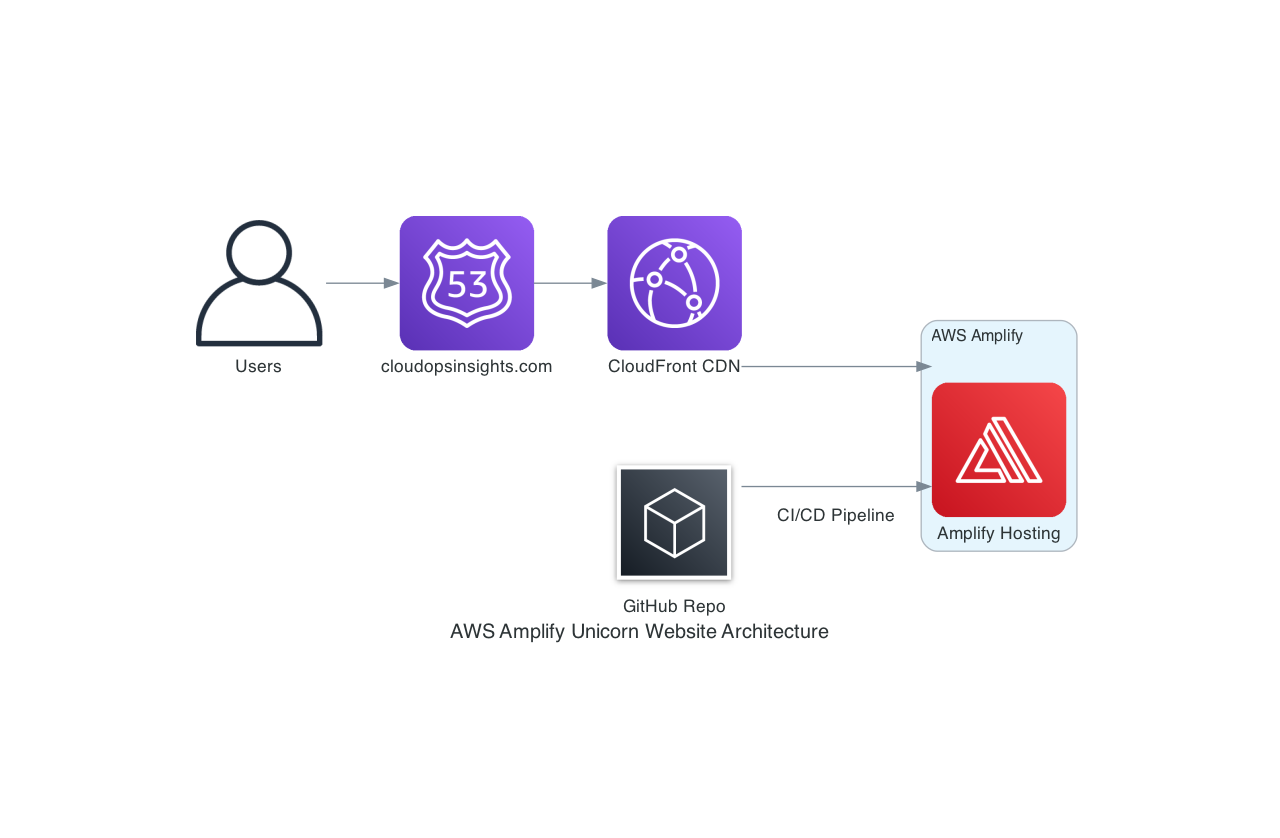 53
Users
cloudopsinsights.com
CloudFront CDN
AWS Amplify
CI/CD Pipeline
Amplify Hosting
GitHub Repo
AWS Amplify Unicorn Website Architecture